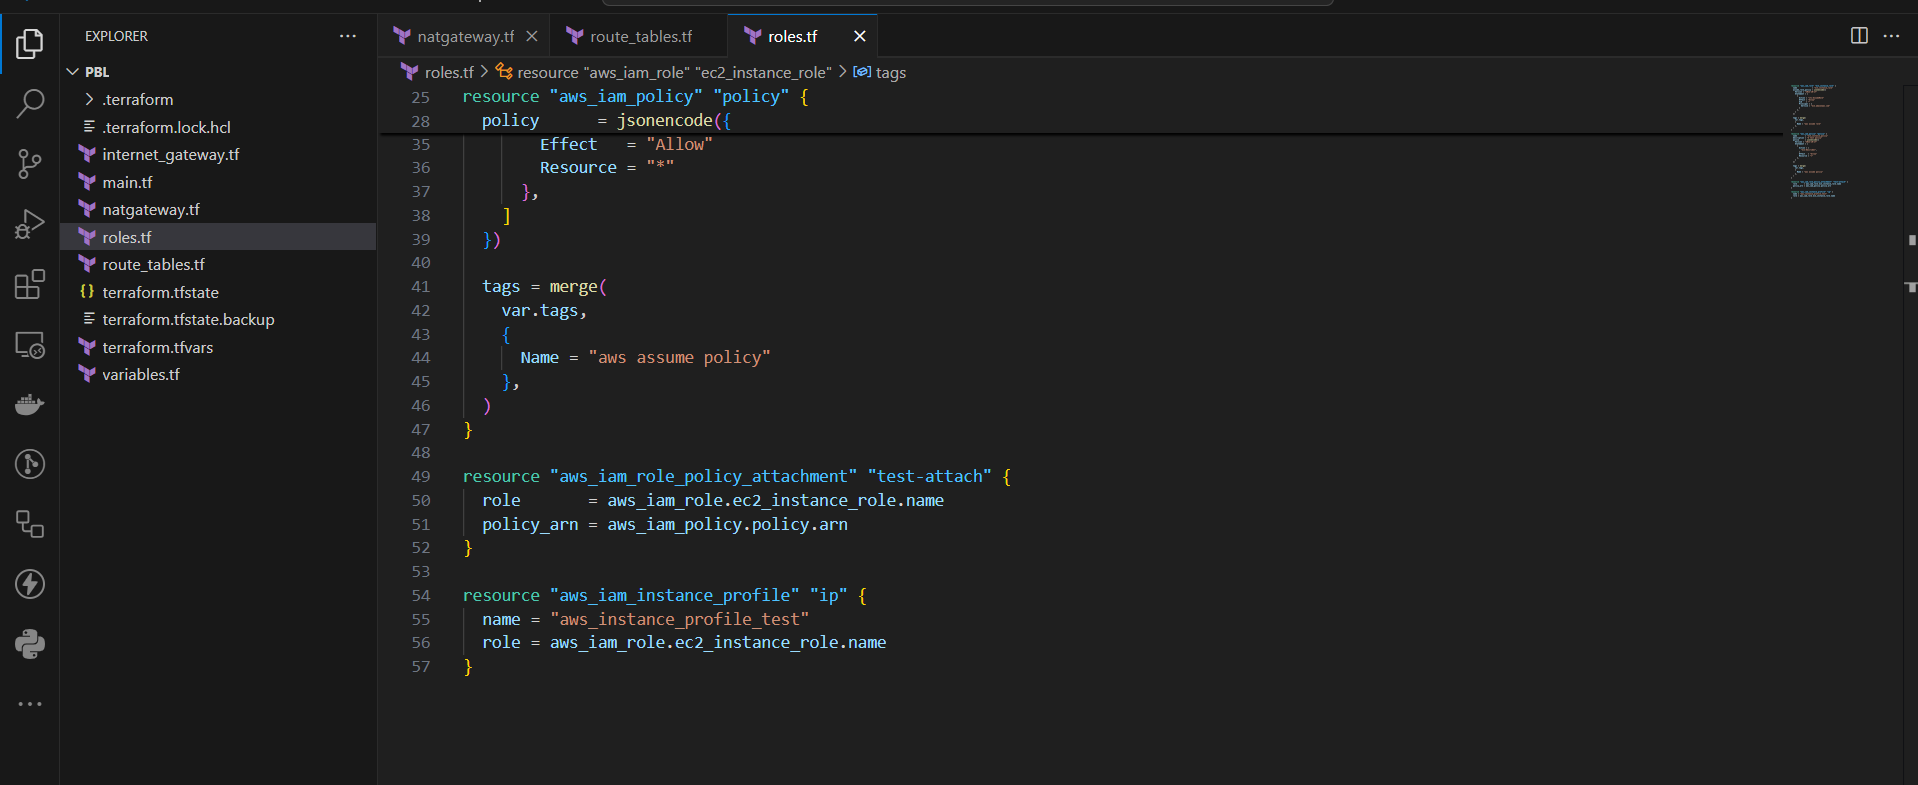 EXPLORER
PBL
.terraform
.terraform.lock.hcl
internet_gateway.tf
main.tf
natgateway.tf
roles.tf
route_tables.tf
terraform.tfstate
terraform.tfstate.backup
terraform.tfvars
variables.tf
natgateway.tf route_tables.tf roles.tf
roles.tf > resource "aws_iam_role" "ec2_instance_role" > tags
25 resource "aws_iam_policy" "policy" {
28 policy = jsonencode({
35 Effect = "Allow"
36 Resource = "*"
37 },
38 ]
39 })
40
41 tags = merge(
42 var.tags,
43 {
44 Name = "aws assume policy"
45 },
46 )
47 }
48
49 resource "aws_iam_role_policy_attachment" "test-attach" {
50 role = aws_iam_role.ec2_instance_role.name
51 policy_arn = aws_iam_policy.policy.arn
52 }
53
54 resource "aws_iam_instance_profile" "ip" {
55 name = "aws_instance_profile_test"
56 role = aws_iam_role.ec2_instance_role.name
57 }